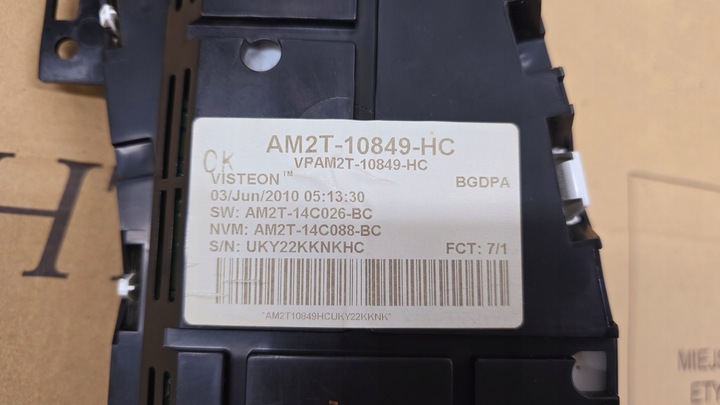 AM2T-10849-HC
VPAM2T-10849-HC
CK
VISTEON™
BGDPA
03/Jun/2010 05:13:30
SW: AM2T-14C026-BC
NVM: AM2T-14C088-BC
S/N: UKY22KKNKHC
FCT: 7/1
*AM2T10849HCUKY22KKNK*
H